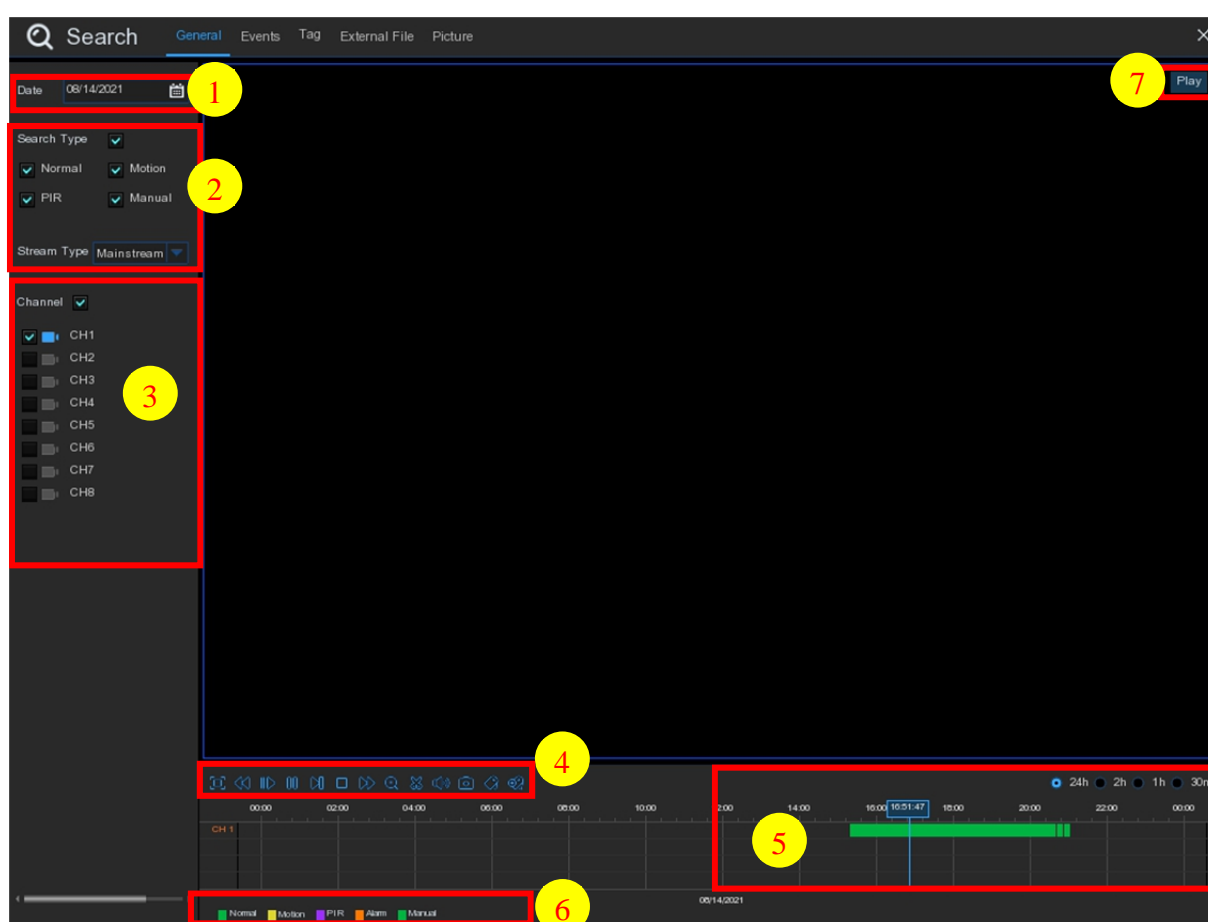 Search General Events Tag External File Picture
7 Play
Date 08/14/2021 1
Search Type
Normal Motion
2
PIR Manual
Stream Type Mainstream
Channel
CH1
CH2
CH3
CH4
3
CH5
CH6
CH7
CH8
4
24h 2h 1h 30m
00:00 02:00 04:00 06:00 08:00 10:00 2:00 14:00 16:00 16:51:47 18:00 20:00 22:00 00:00
CH 1
5
08/14/2021
6
Normal Motion PIR Alarm Manual